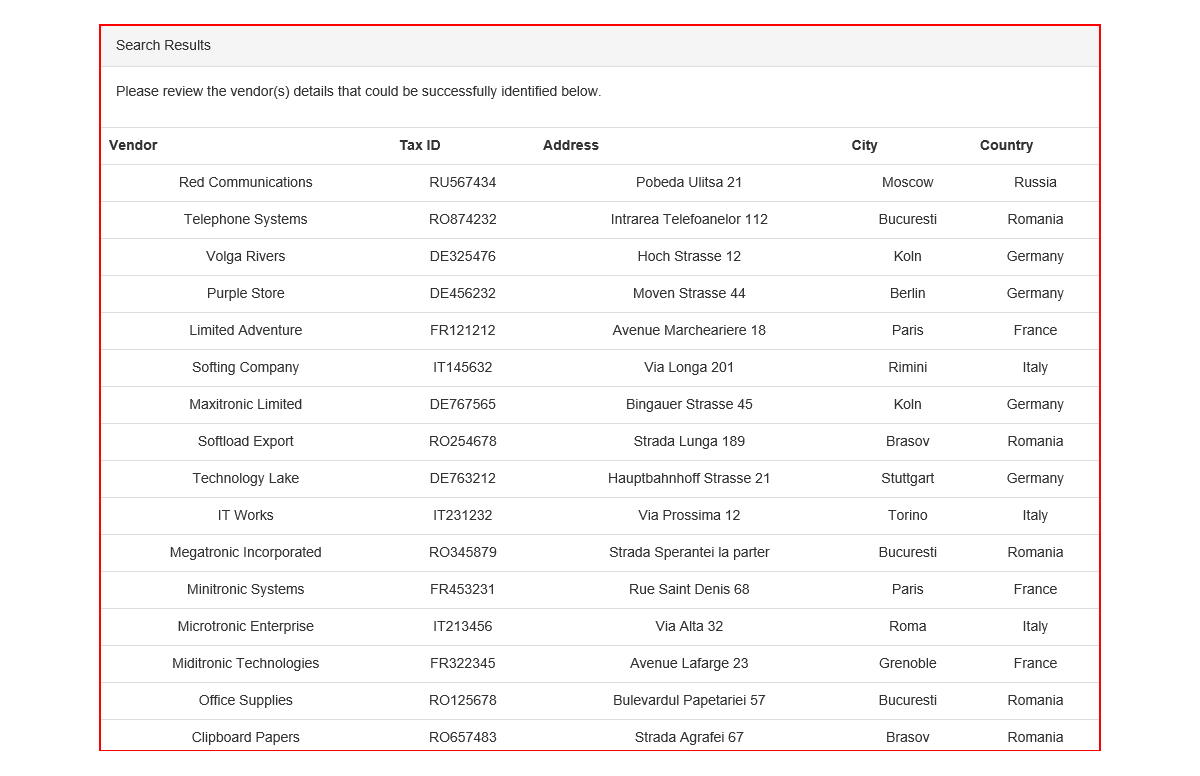 Search Results
Please review the vendor(s) details that could be successfully identified below.
Vendor Tax ID Address City Country
Red Communications RU567434 Pobeda Ulitsa 21 Moscow Russia
Telephone Systems RO874232 Intrarea Telefoanelor 112 Bucuresti Romania
Volga Rivers DE325476 Hoch Strasse 12 Koln Germany
Purple Store DE456232 Moven Strasse 44 Berlin Germany
Limited Adventure FR121212 Avenue Marcheariere 18 Paris France
Softing Company IT145632 Via Longa 201 Rimini Italy
Maxitronic Limited DE767565 Bingauer Strasse 45 Koln Germany
Softload Export RO254678 Strada Lunga 189 Brasov Romania
Technology Lake DE763212 Hauptbahnhoff Strasse 21 Stuttgart Germany
IT Works IT231232 Via Prossima 12 Torino Italy
Megatronic Incorporated RO345879 Strada Sperantei la parter Bucuresti Romania
Minitronic Systems FR453231 Rue Saint Denis 68 Paris France
Microtronic Enterprise IT213456 Via Alta 32 Roma Italy
Miditronic Technologies FR322345 Avenue Lafarge 23 Grenoble France
Office Supplies RO125678 Bulevardul Papetariei 57 Bucuresti Romania
Clipboard Papers RO657483 Strada Agrafei 67 Brasov Romania